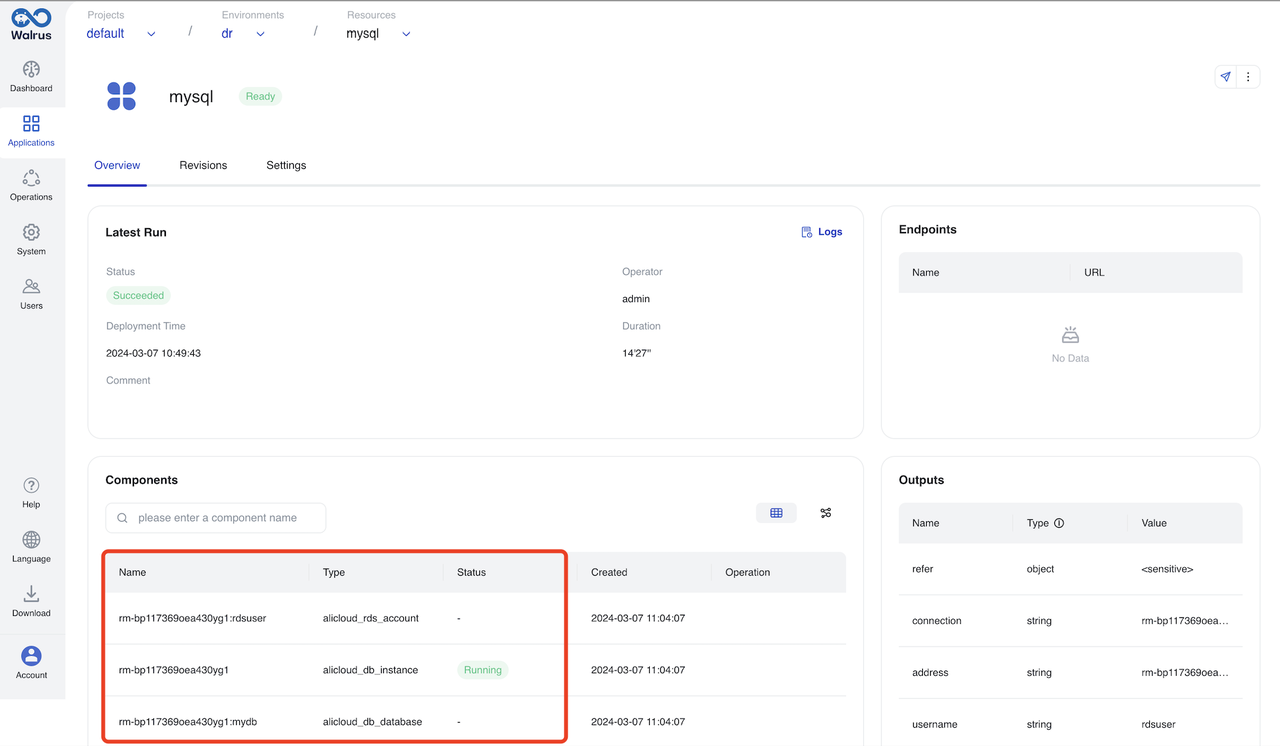 Walrus
Dashboard
Applications
Operations
System
Users
Help
Language
Download
Account
Projects
default
/
Environments
dr
/
Resources
mysql
mysql
Ready
Overview
Revisions
Settings
Latest Run
Logs
Status
Succeeded
Operator
admin
Deployment Time
2024-03-07 10:49:43
Duration
14'27"
Comment
Endpoints
Name URL
No Data
Components
please enter a component name
Name Type Status Created Operation
rm-bp117369oea430yg1:rdsuser alicloud_rds_account - 2024-03-07 11:04:07
rm-bp117369oea430yg1 alicloud_db_instance Running 2024-03-07 11:04:07
rm-bp117369oea430yg1:mydb alicloud_db_database - 2024-03-07 11:04:07
Outputs
Name Type Value
refer object <sensitive>
connection string rm-bp117369oea...
address string rm-bp117369oea...
username string rdsuser